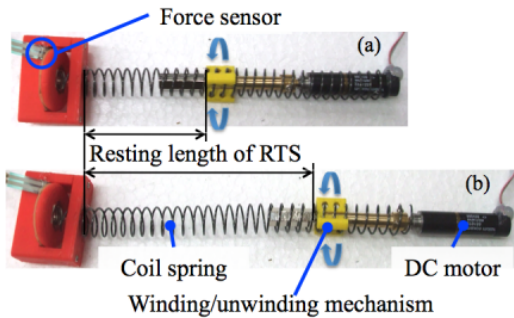 Force sensor
(a)
Resting length of RTS
(b)
Coil spring
DC motor
Winding/unwinding mechanism